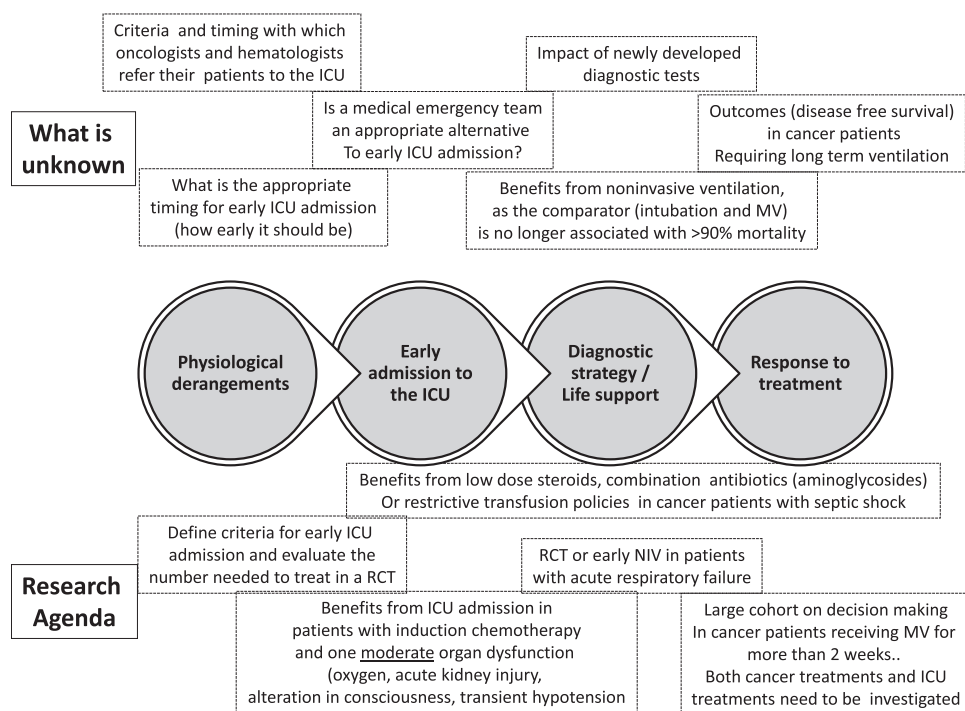 Criteria and timing with which
oncologists and hematologists
refer their patients to the ICU
Impact of newly developed
diagnostic tests
What is
unknown
Is a medical emergency team
an appropriate alternative
To early ICU admission?
Outcomes (disease free survival)
in cancer patients
Requiring long term ventilation
What is the appropriate
timing for early ICU admission
(how early it should be)
Benefits from noninvasive ventilation,
as the comparator (intubation and MV)
is no longer associated with >90% mortality
Physiological
derangements
Early
admission to
the ICU
Diagnostic
strategy /
Life support
Response to
treatment
Benefits from low dose steroids, combination antibiotics (aminoglycosides)
Or restrictive transfusion policies in cancer patients with septic shock
Research
Agenda
Define criteria for early ICU
admission and evaluate the
number needed to treat in a RCT
RCT or early NIV in patients
with acute respiratory failure
Benefits from ICU admission in
patients with induction chemotherapy
and one moderate organ dysfunction
(oxygen, acute kidney injury,
alteration in consciousness, transient hypotension
Large cohort on decision making
In cancer patients receiving MV for
more than 2 weeks..
Both cancer treatments and ICU
treatments need to be investigated